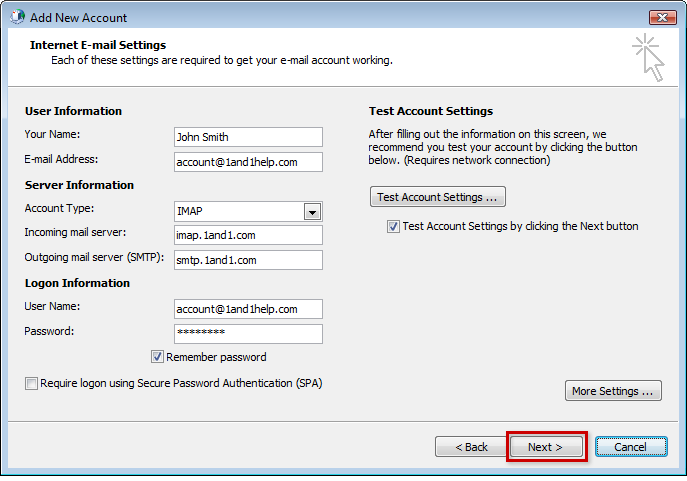 Add New Account
Internet E-mail Settings
Each of these settings are required to get your e-mail account working.
User Information
Your Name:
John Smith
E-mail Address:
account@1and1help.com
Server Information
Account Type:
IMAP
Incoming mail server:
imap.1and1.com
Outgoing mail server (SMTP):
smtp.1and1.com
Logon Information
User Name:
account@1and1help.com
Password:
********
Remember password
Require logon using Secure Password Authentication (SPA)
Test Account Settings
After filling out the information on this screen, we
recommend you test your account by clicking the button
below. (Requires network connection)
Test Account Settings ...
Test Account Settings by clicking the Next button
More Settings ...
< Back
Next >
Cancel